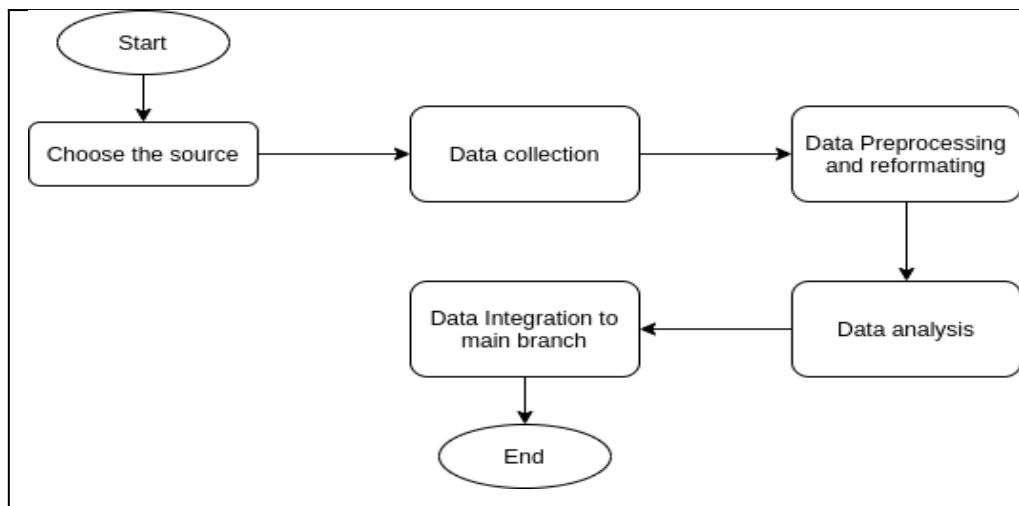 Start
Choose the source
Data collection
Data Preprocessing
and reformating
Data analysis
Data Integration to
main branch
End